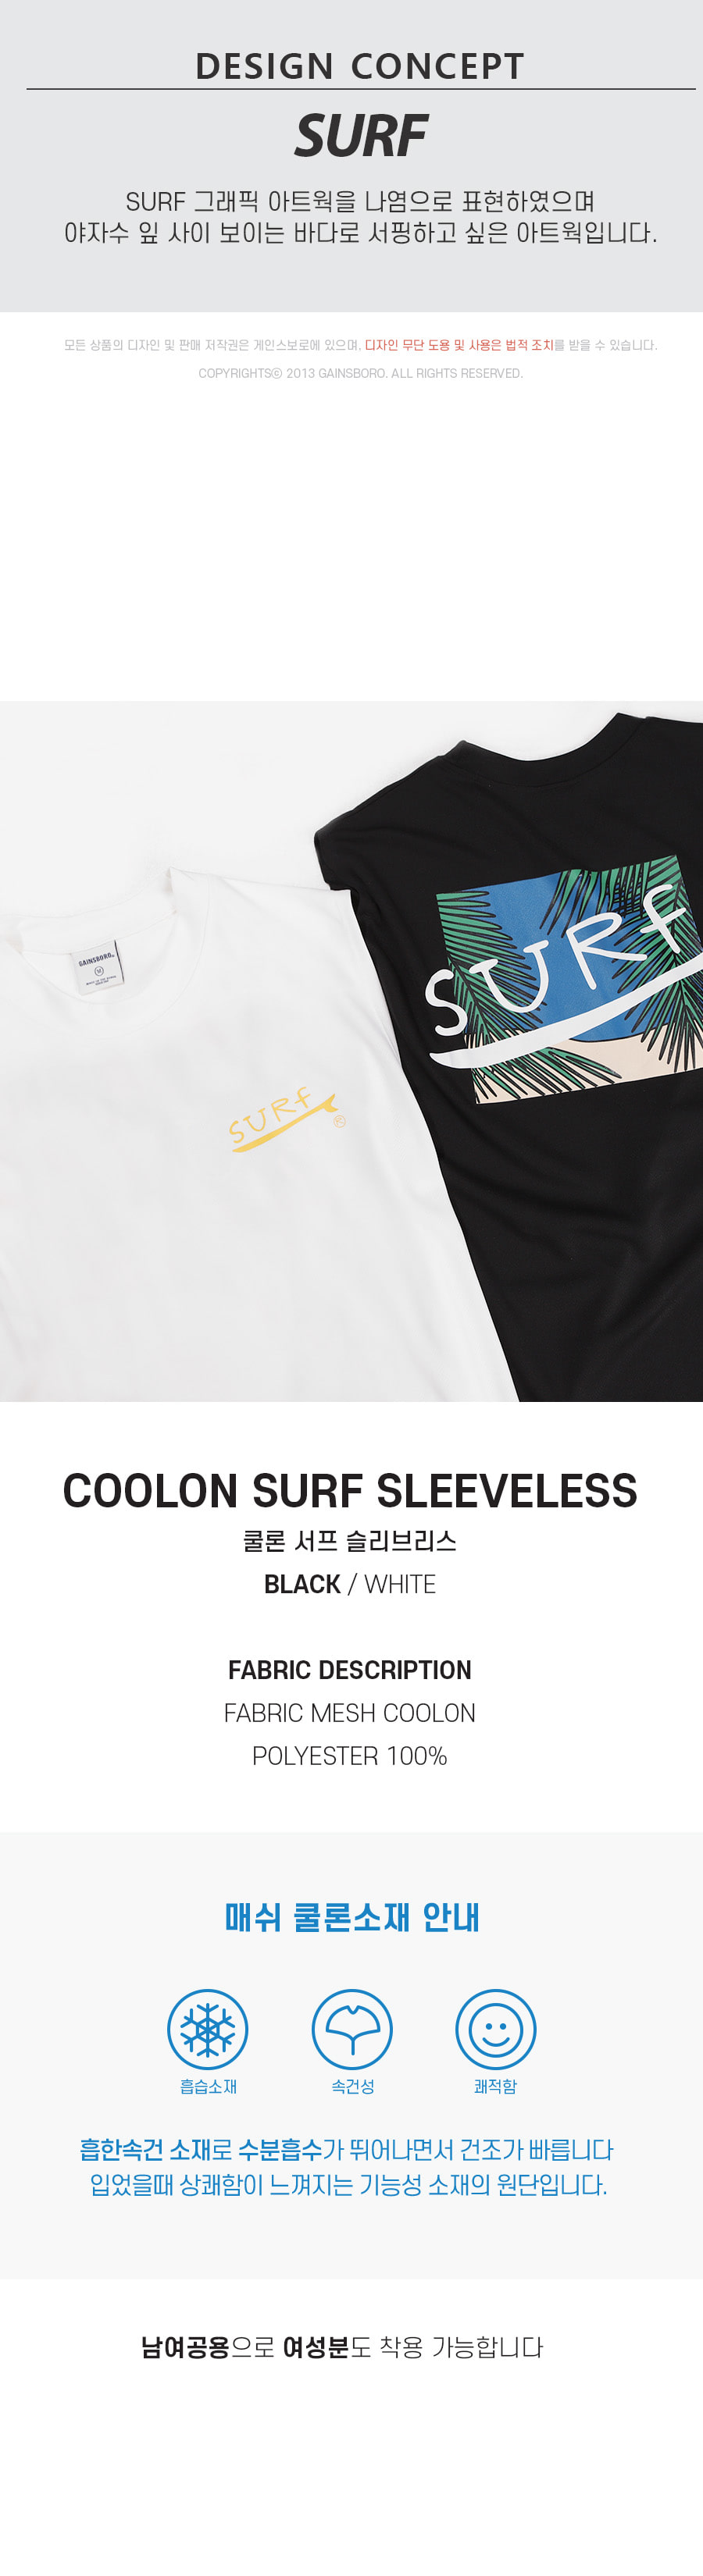 DESIGN CONCEPT
SURF
SURF 그래픽 아트웍을 나염으로 표현하였으며
야자수 잎 사이 보이는 바다로 서핑하고 싶은 아트웍입니다.
모든 상품의 디자인 및 판매 저작권은 게인스보로에 있으며, 디자인 무단 도용 및 사용은 법적 조치를 받을 수 있습니다.
COPYRIGHTSⓒ 2013 GAINSBORO. ALL RIGHTS RESERVED.
GAINSBORO.
M
SURF
SURF
COOLON SURF SLEEVELESS
쿨론 서프 슬리브리스
BLACK / WHITE
FABRIC DESCRIPTION
FABRIC MESH COOLON
POLYESTER 100%
매쉬 쿨론소재 안내
흡습소재
속건성
쾌적함
흡한속건 소재로 수분흡수가 뛰어나면서 건조가 빠릅니다
입었을때 상쾌함이 느껴지는 기능성 소재의 원단입니다.
남여공용으로 여성분도 착용 가능합니다